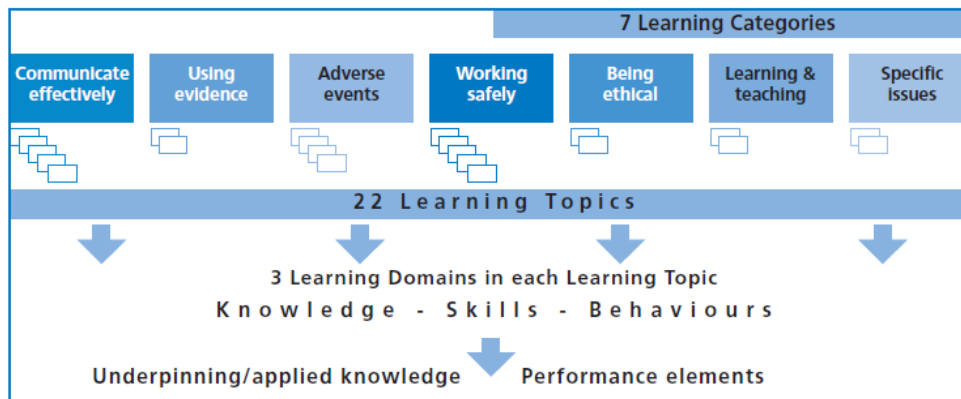 7 Learning Categories
Communicate effectively
Using evidence
Adverse events
Working safely
Being ethical
Learning & teaching
Specific issues
22 Learning Topics
3 Learning Domains in each Learning Topic
Knowledge - Skills - Behaviours
Underpinning/applied knowledge
Performance elements